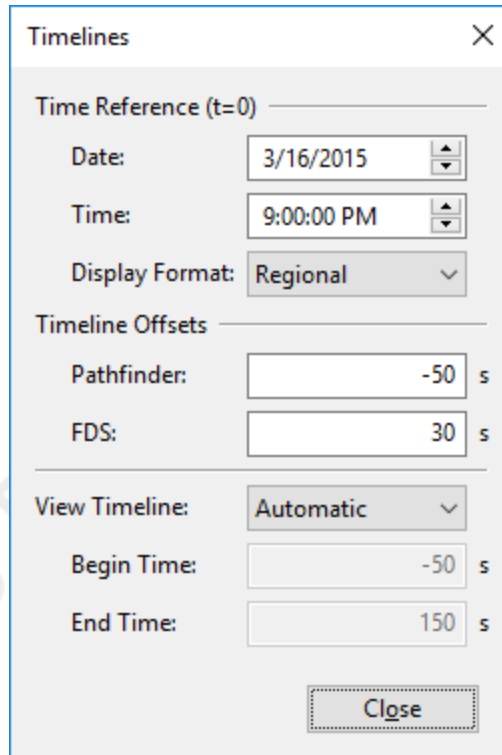 Timelines
Time Reference (t=0)
Date: 3/16/2015
Time: 9:00:00 PM
Display Format: Regional
Timeline Offsets
Pathfinder: -50 s
FDS: 30 s
View Timeline: Automatic
Begin Time: -50 s
End Time: 150 s
Close